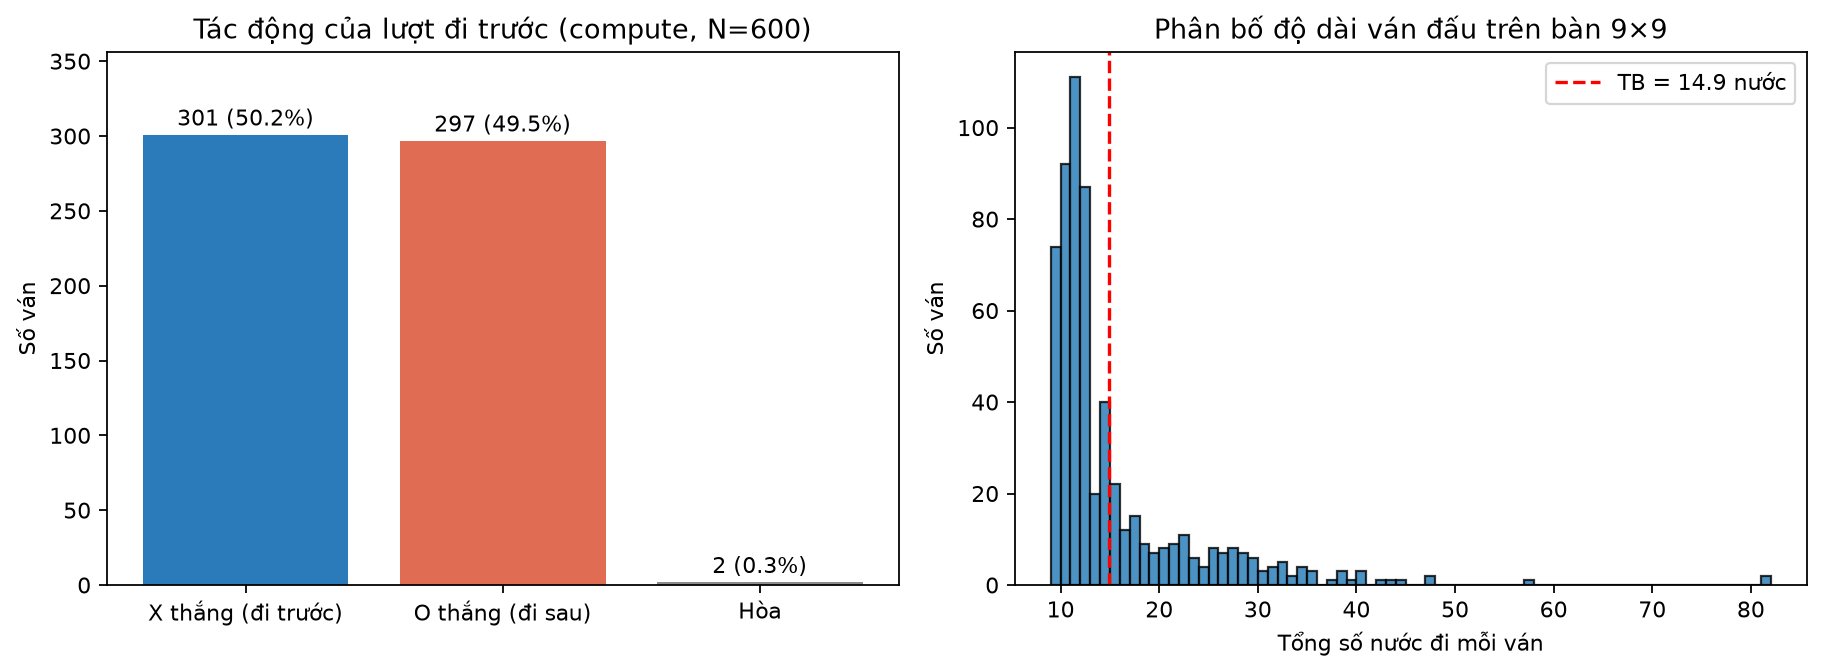 Tác động của lượt đi trước (compute, N=600)
Số ván
350
300
250
200
150
100
50
0
301 (50.2%)
297 (49.5%)
2 (0.3%)
X thắng (đi trước)
O thắng (đi sau)
Hòa
Phân bố độ dài ván đấu trên bàn 9×9
TB = 14.9 nước
Số ván
100
80
60
40
20
0
10
20
30
40
50
60
70
80
Tổng số nước đi mỗi ván